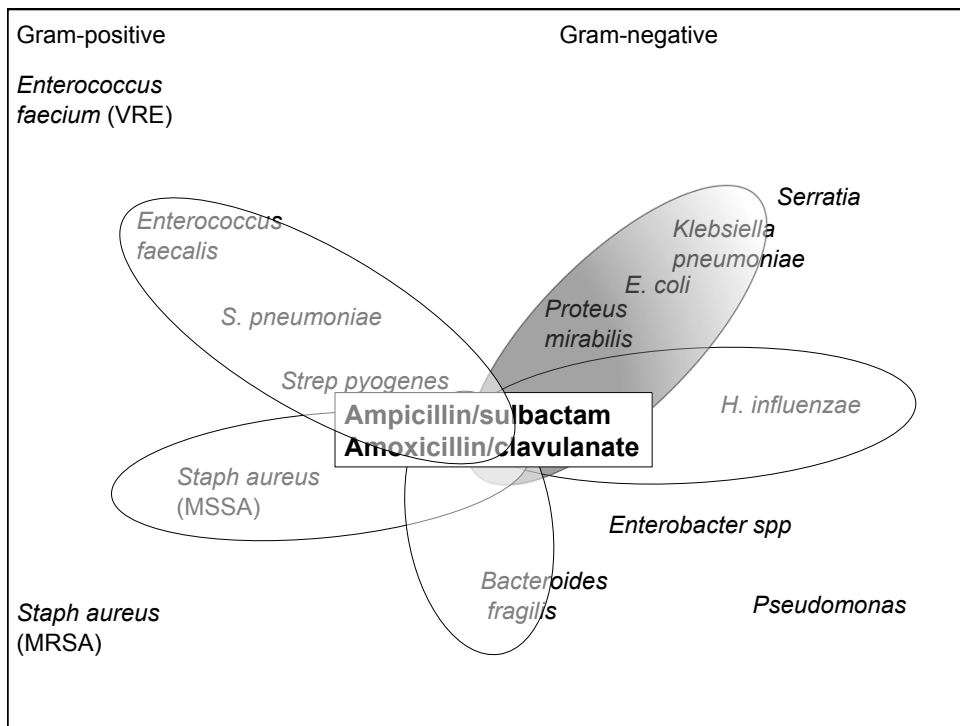 Gram-positive
Gram-negative
Enterococcus
faecium (VRE)
Serratia
Enterococcus
faecalis
Klebsiella
pneumoniae
E. coli
S. pneumoniae
Proteus
mirabilis
Strep pyogenes
H. influenzae
Ampicillin/sulbactam
Amoxicillin/clavulanate
Staph aureus
(MSSA)
Enterobacter spp
Bacteroides
fragilis
Staph aureus
(MRSA)
Pseudomonas